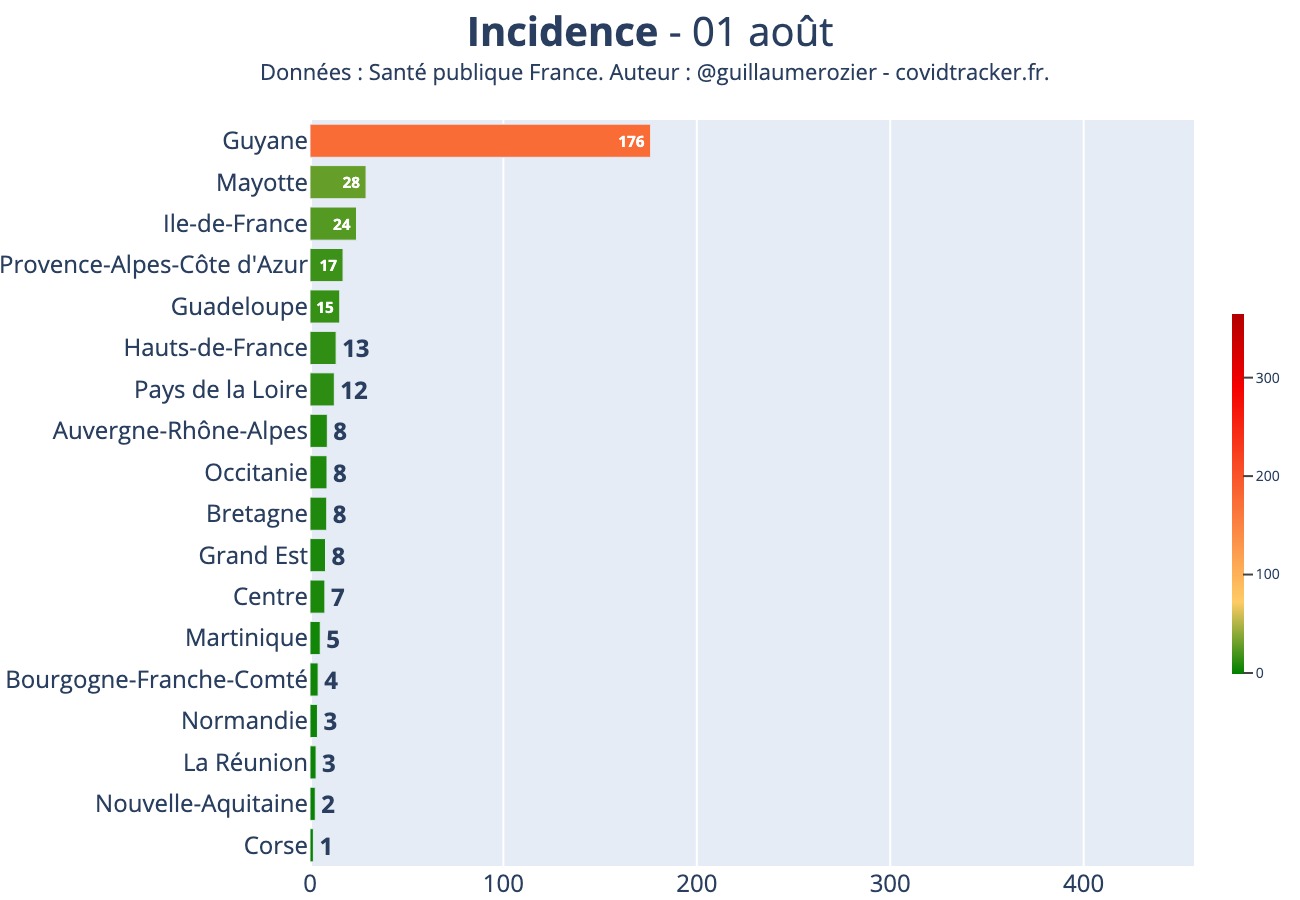 Incidence - 01 août
Données : Santé publique France. Auteur : @guillaumerozier - covidtracker.fr.
Guyane 176
Mayotte 28
Ile-de-France 24
Provence-Alpes-Côte d'Azur 17
Guadeloupe 15
Hauts-de-France 13
Pays de la Loire 12
Auvergne-Rhône-Alpes 8
Occitanie 8
Bretagne 8
Grand Est 8
Centre 7
Martinique 5
Bourgogne-Franche-Comté 4
Normandie 3
La Réunion 3
Nouvelle-Aquitaine 2
Corse 1
0 100 200 300 400
300
200
100
0